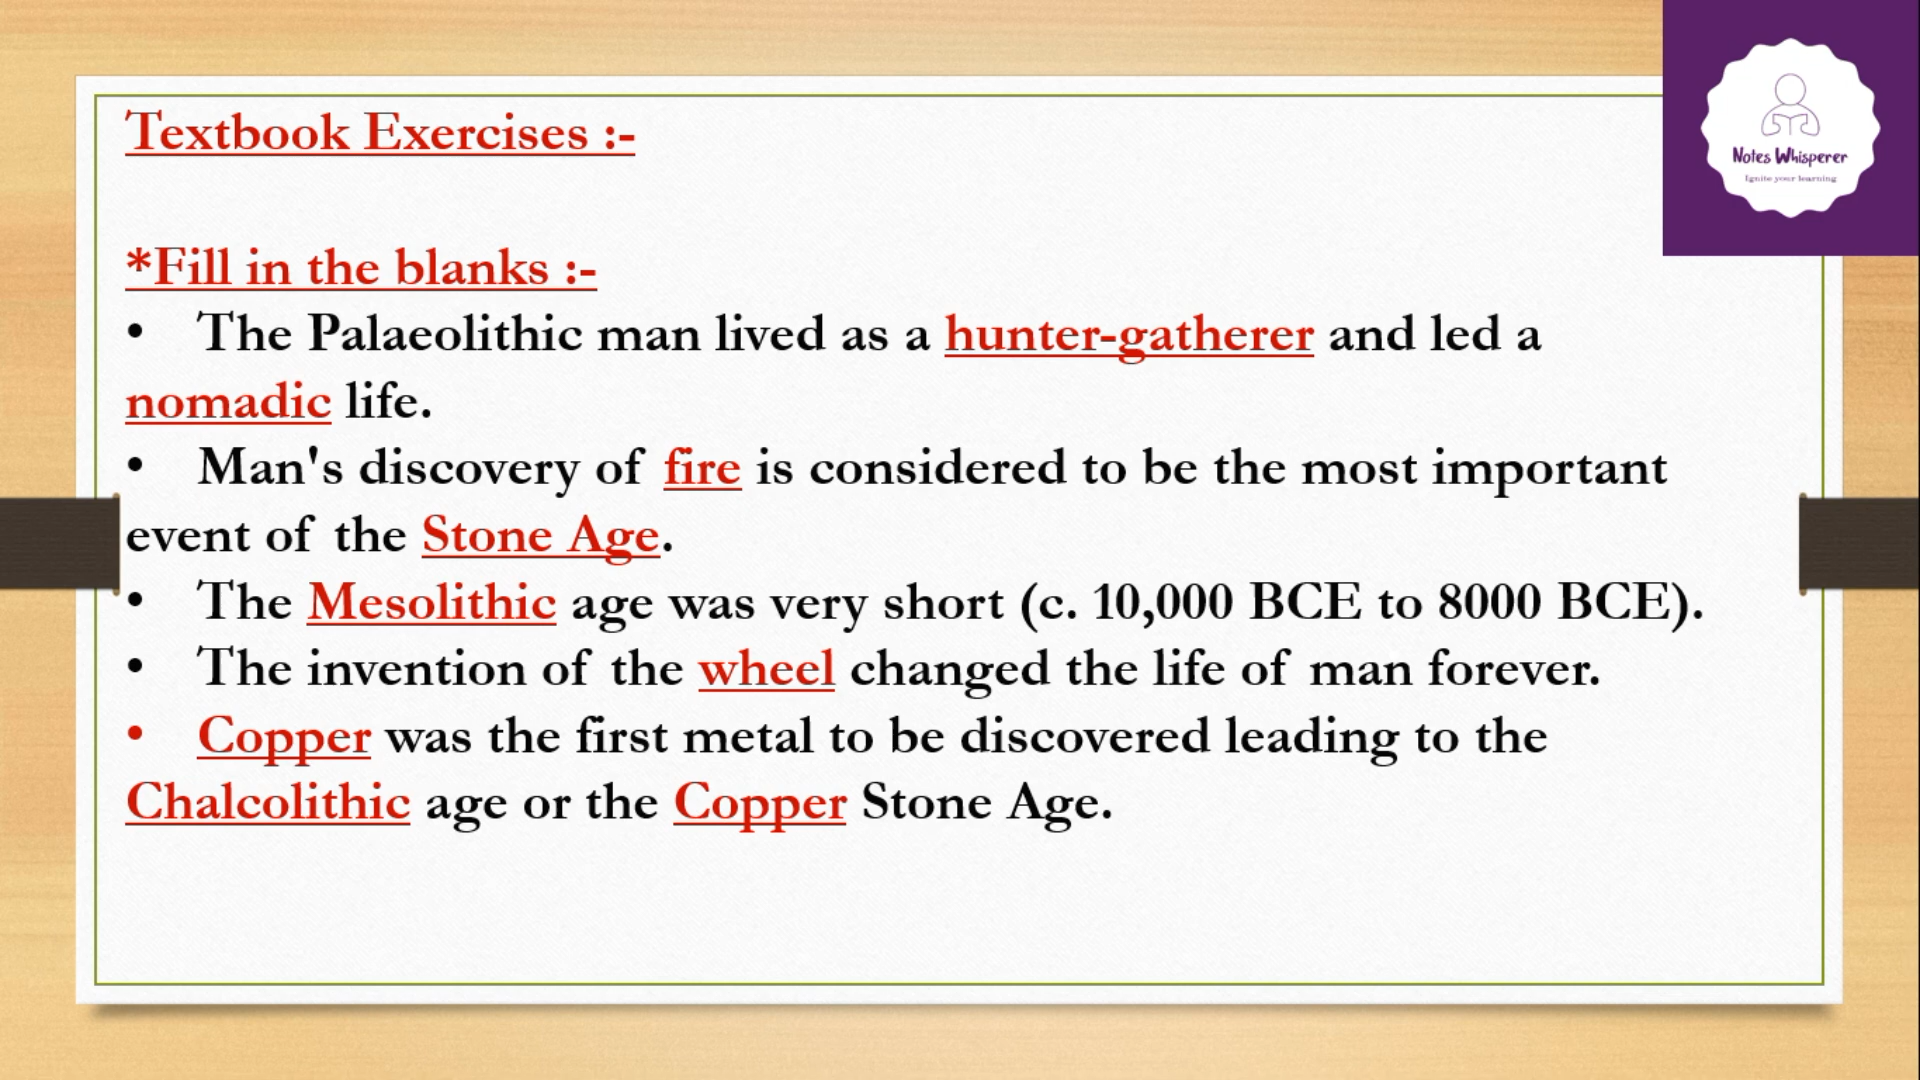 Textbook Exercises :-
Notes Whisperer
Ignite your learning
*Fill in the blanks :-
• The Palaeolithic man lived as a hunter-gatherer and led a
nomadic life.
• Man's discovery of fire is considered to be the most important
event of the Stone Age.
• The Mesolithic age was very short (c. 10,000 BCE to 8000 BCE).
• The invention of the wheel changed the life of man forever.
• Copper was the first metal to be discovered leading to the
Chalcolithic age or the Copper Stone Age.